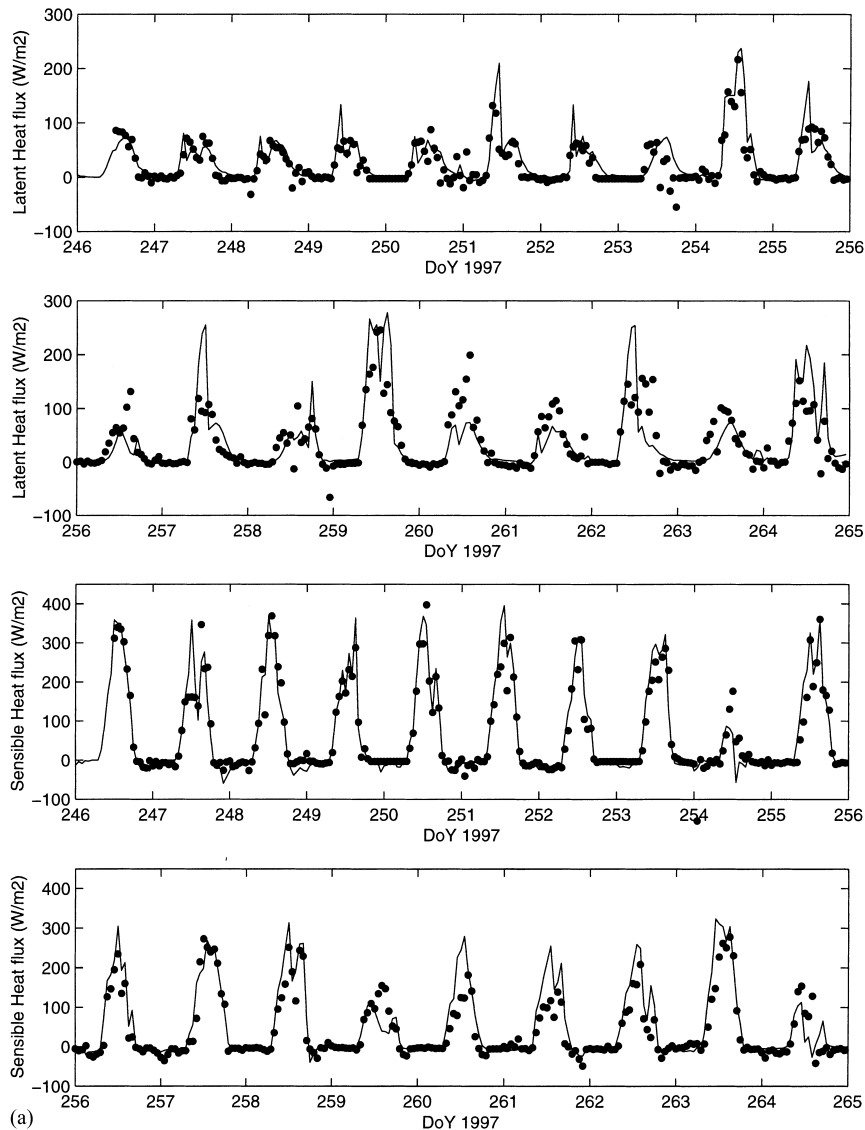 300
200
100
0
−100
Latent Heat flux (W/m2)
246 247 248 249 250 251 252 253 254 255 256
DoY 1997
300
200
100
0
−100
Latent Heat flux (W/m2)
256 257 258 259 260 261 262 263 264 265
DoY 1997
400
300
200
100
0
−100
Sensible Heat flux (W/m2)
246 247 248 249 250 251 252 253 254 255 256
DoY 1997
400
300
200
100
0
−100
Sensible Heat flux (W/m2)
256 257 258 259 260 261 262 263 264 265
DoY 1997
(a)